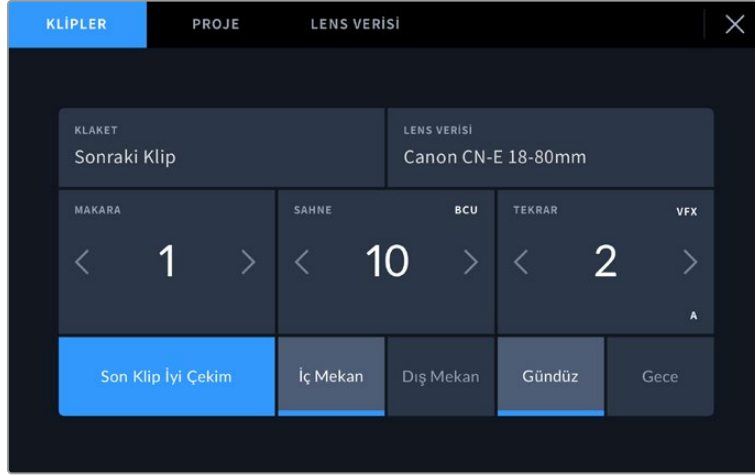 KLİPLER PROJE LENS VERİSİ
KLAKET LENS VERİSİ
Sonraki Klip Canon CN-E 18-80mm
MAKARA SAHNE BCU TEKRAR VFX
1 10 2
A
Son Klip İyi Çekim İç Mekan Dış Mekan Gündüz Gece